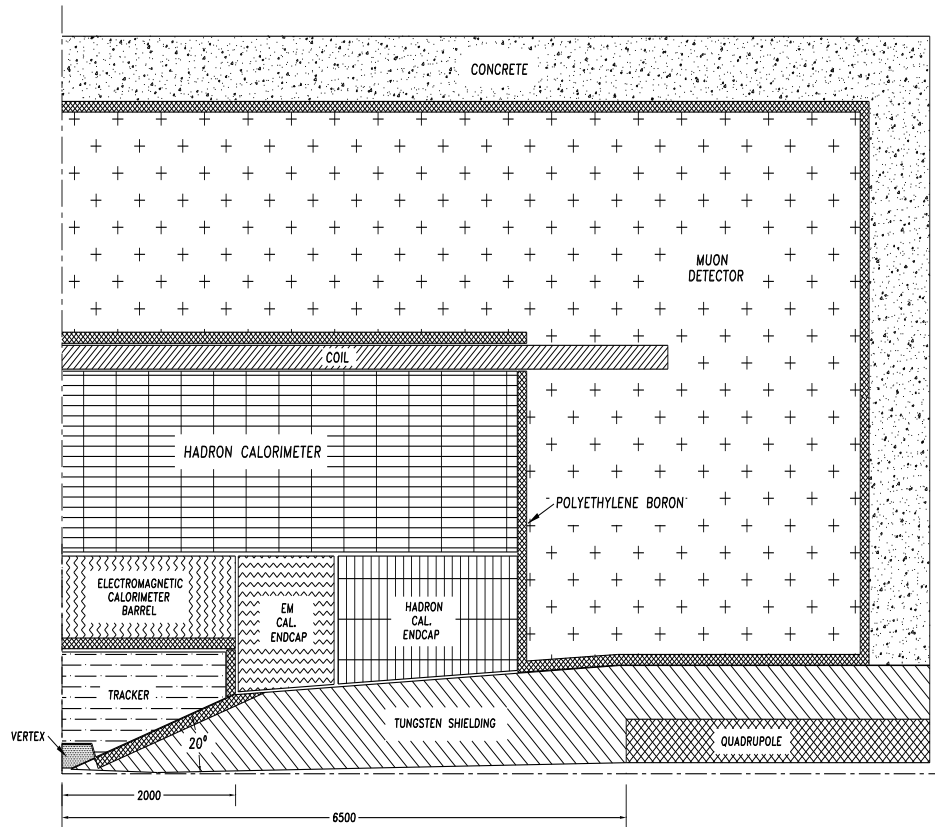 CONCRETE
MUON
DETECTOR
COIL
HADRON CALORIMETER
POLYETHYLENE BORON
ELECTROMAGNETIC
CALORIMETER
BARREL
EM
CAL.
ENDCAP
HADRON
CAL.
ENDCAP
TRACKER
VERTEX
20°
TUNGSTEN SHIELDING
QUADRUPOLE
2000
6500